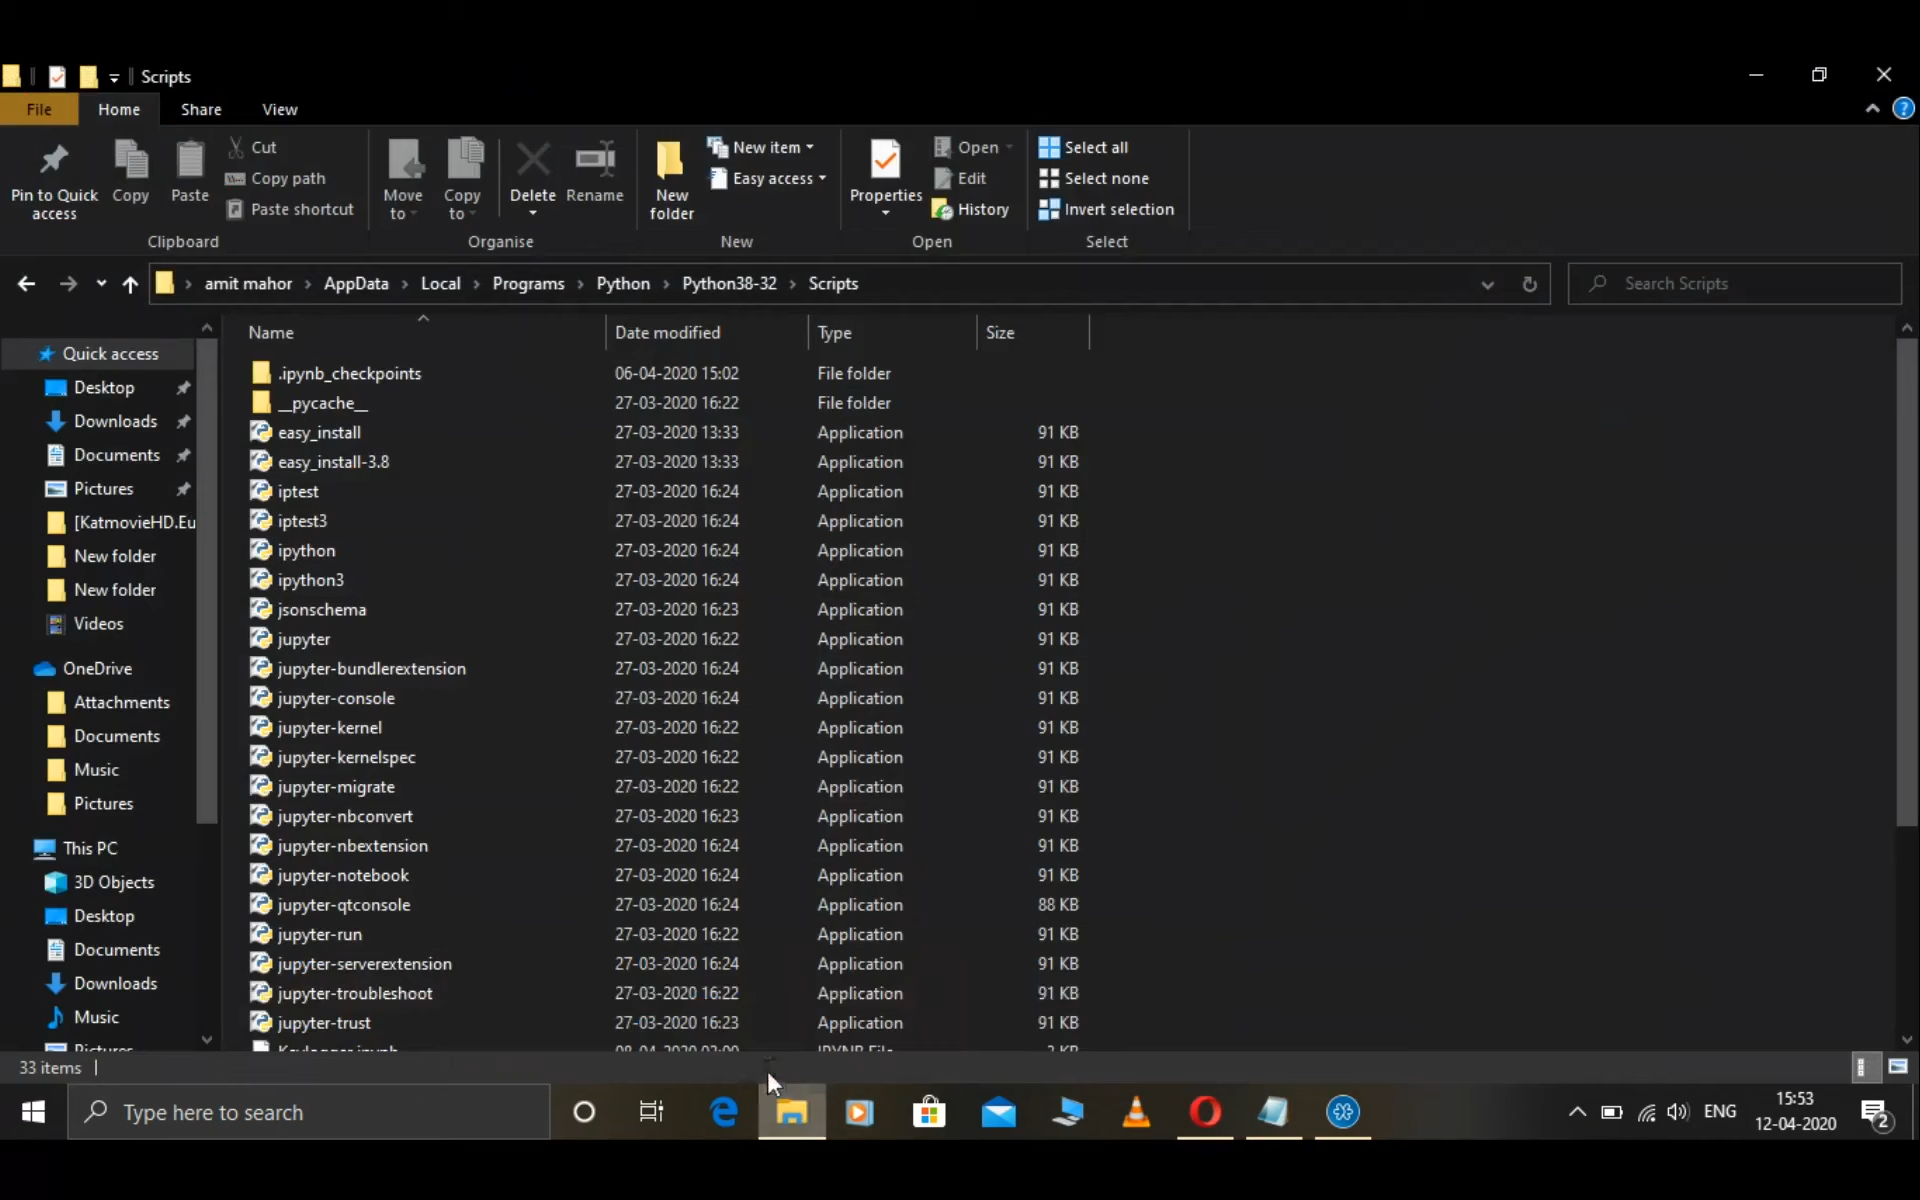 Scripts
File Home Share View
Pin to Quick access
Copy
Paste
Cut
Copy path
Paste shortcut
Clipboard
Move to
Copy to
Delete
Rename
Organise
New folder
New item
Easy access
New
Properties
Open
Edit
History
Open
Select all
Select none
Invert selection
Select
amit mahor › AppData › Local › Programs › Python › Python38-32 › Scripts
Search Scripts
Quick access
Desktop
Downloads
Documents
Pictures
[KatmovieHD.Eu
New folder
New folder
Videos
OneDrive
Attachments
Documents
Music
Pictures
This PC
3D Objects
Desktop
Documents
Downloads
Music
Pictures
Name Date modified Type Size
.ipynb_checkpoints 06-04-2020 15:02 File folder
__pycache__ 27-03-2020 16:22 File folder
easy_install 27-03-2020 13:33 Application 91 KB
easy_install-3.8 27-03-2020 13:33 Application 91 KB
iptest 27-03-2020 16:24 Application 91 KB
iptest3 27-03-2020 16:24 Application 91 KB
ipython 27-03-2020 16:24 Application 91 KB
ipython3 27-03-2020 16:24 Application 91 KB
jsonschema 27-03-2020 16:23 Application 91 KB
jupyter 27-03-2020 16:22 Application 91 KB
jupyter-bundlerextension 27-03-2020 16:24 Application 91 KB
jupyter-console 27-03-2020 16:24 Application 91 KB
jupyter-kernel 27-03-2020 16:22 Application 91 KB
jupyter-kernelspec 27-03-2020 16:22 Application 91 KB
jupyter-migrate 27-03-2020 16:22 Application 91 KB
jupyter-nbconvert 27-03-2020 16:23 Application 91 KB
jupyter-nbextension 27-03-2020 16:24 Application 91 KB
jupyter-notebook 27-03-2020 16:24 Application 91 KB
jupyter-qtconsole 27-03-2020 16:24 Application 88 KB
jupyter-run 27-03-2020 16:22 Application 91 KB
jupyter-serverextension 27-03-2020 16:24 Application 91 KB
jupyter-troubleshoot 27-03-2020 16:22 Application 91 KB
jupyter-trust 27-03-2020 16:23 Application 91 KB
33 items
Type here to search
ENG
15:53
12-04-2020
2